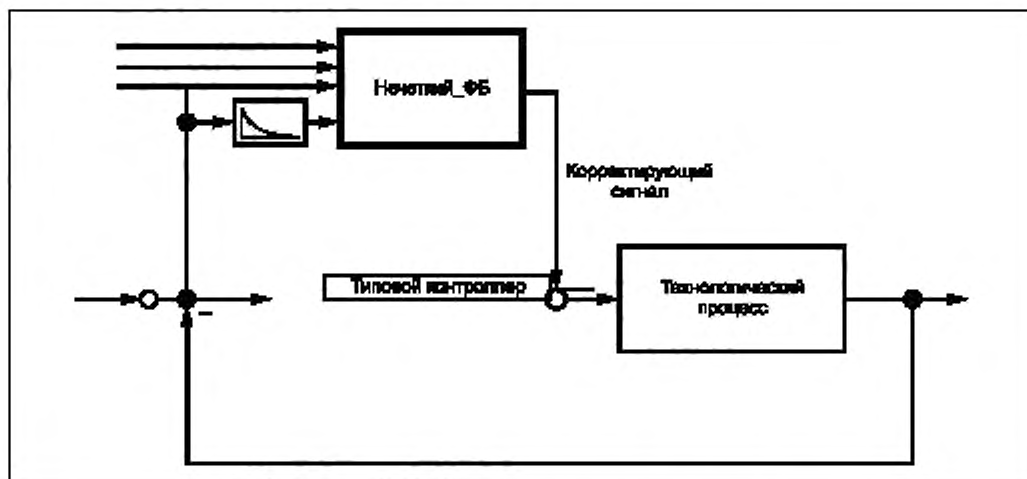 Нечеткий_ФБ
Корректирующий
сигнал
Типовой контроллер
Технологический
процесс